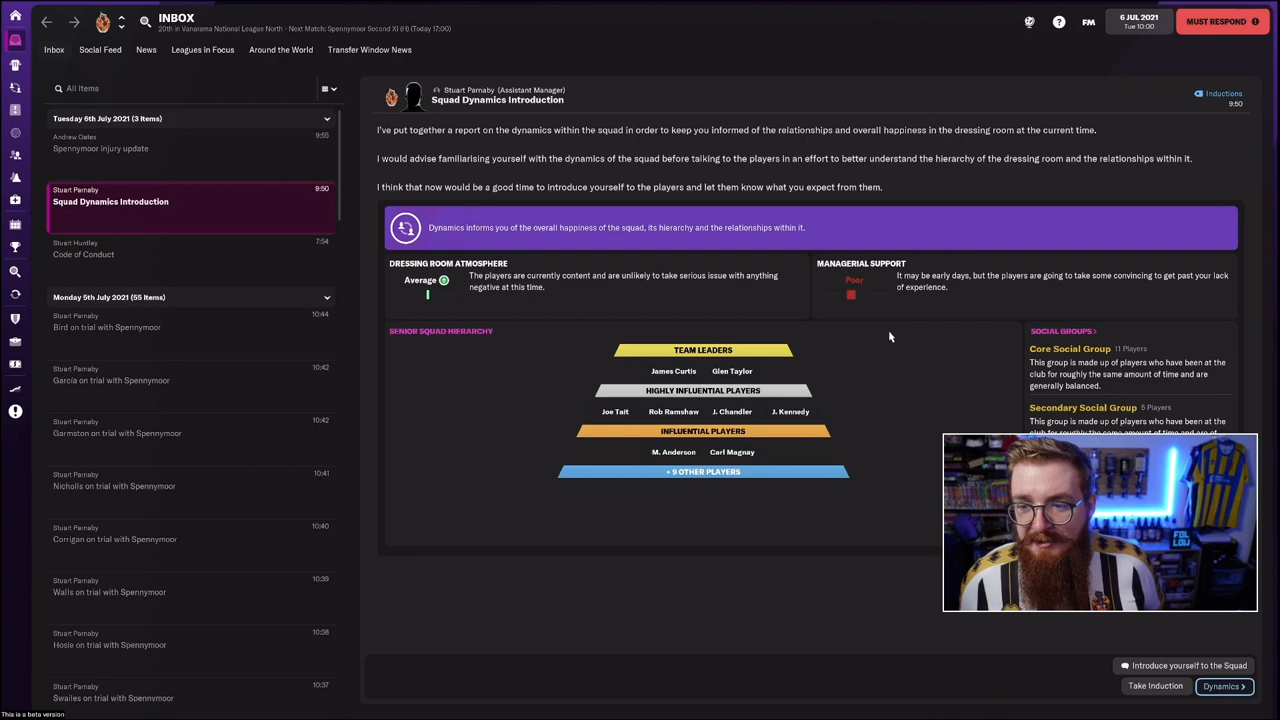 INBOX
20th in Vanarama National League North - Next Match: Spennymoor Second XI (H) (Today 17:00)
FM
6 JUL 2021
Tue 10:00
MUST RESPOND
Inbox
Social Feed
News
Leagues in Focus
Around the World
Transfer Window News
All Items
Tuesday 6th July 2021 (3 Items)
Andrew Oates
9:55
Spennymoor injury update
Stuart Parnaby
9:50
Squad Dynamics Introduction
Stuart Huntley
7:54
Code of Conduct
Monday 5th July 2021 (55 Items)
Stuart Parnaby
10:44
Bird on trial with Spennymoor
Stuart Parnaby
10:42
García on trial with Spennymoor
Stuart Parnaby
10:42
Garmston on trial with Spennymoor
Stuart Parnaby
10:41
Nicholls on trial with Spennymoor
Stuart Parnaby
10:40
Corrigan on trial with Spennymoor
Stuart Parnaby
10:39
Walls on trial with Spennymoor
Stuart Parnaby
10:38
Hosie on trial with Spennymoor
Stuart Parnaby
10:37
Swailes on trial with Spennymoor
This is a beta version
Stuart Parnaby (Assistant Manager)
Squad Dynamics Introduction
Inductions
9:50
I've put together a report on the dynamics within the squad in order to keep you informed of the relationships and overall happiness in the dressing room at the current time.
I would advise familiarising yourself with the dynamics of the squad before talking to the players in an effort to better understand the hierarchy of the dressing room and the relationships within it.
I think that now would be a good time to introduce yourself to the players and let them know what you expect from them.
Dynamics informs you of the overall happiness of the squad, its hierarchy and the relationships within it.
DRESSING ROOM ATMOSPHERE
Average
The players are currently content and are unlikely to take serious issue with anything
negative at this time.
MANAGERIAL SUPPORT
Poor
It may be early days, but the players are going to take some convincing to get past your lack
of experience.
SENIOR SQUAD HIERARCHY
TEAM LEADERS
James Curtis
Glen Taylor
HIGHLY INFLUENTIAL PLAYERS
Joe Tait
Rob Ramshaw
J. Chandler
J. Kennedy
INFLUENTIAL PLAYERS
M. Anderson
Carl Magnay
+ 9 OTHER PLAYERS
SOCIAL GROUPS >
Core Social Group 11 Players
This group is made up of players who have been at the
club for roughly the same amount of time and are
generally balanced.
Secondary Social Group 5 Players
This group is made up of players who have been at the
FOL
LOW
Introduce yourself to the Squad
Take Induction
Dynamics >